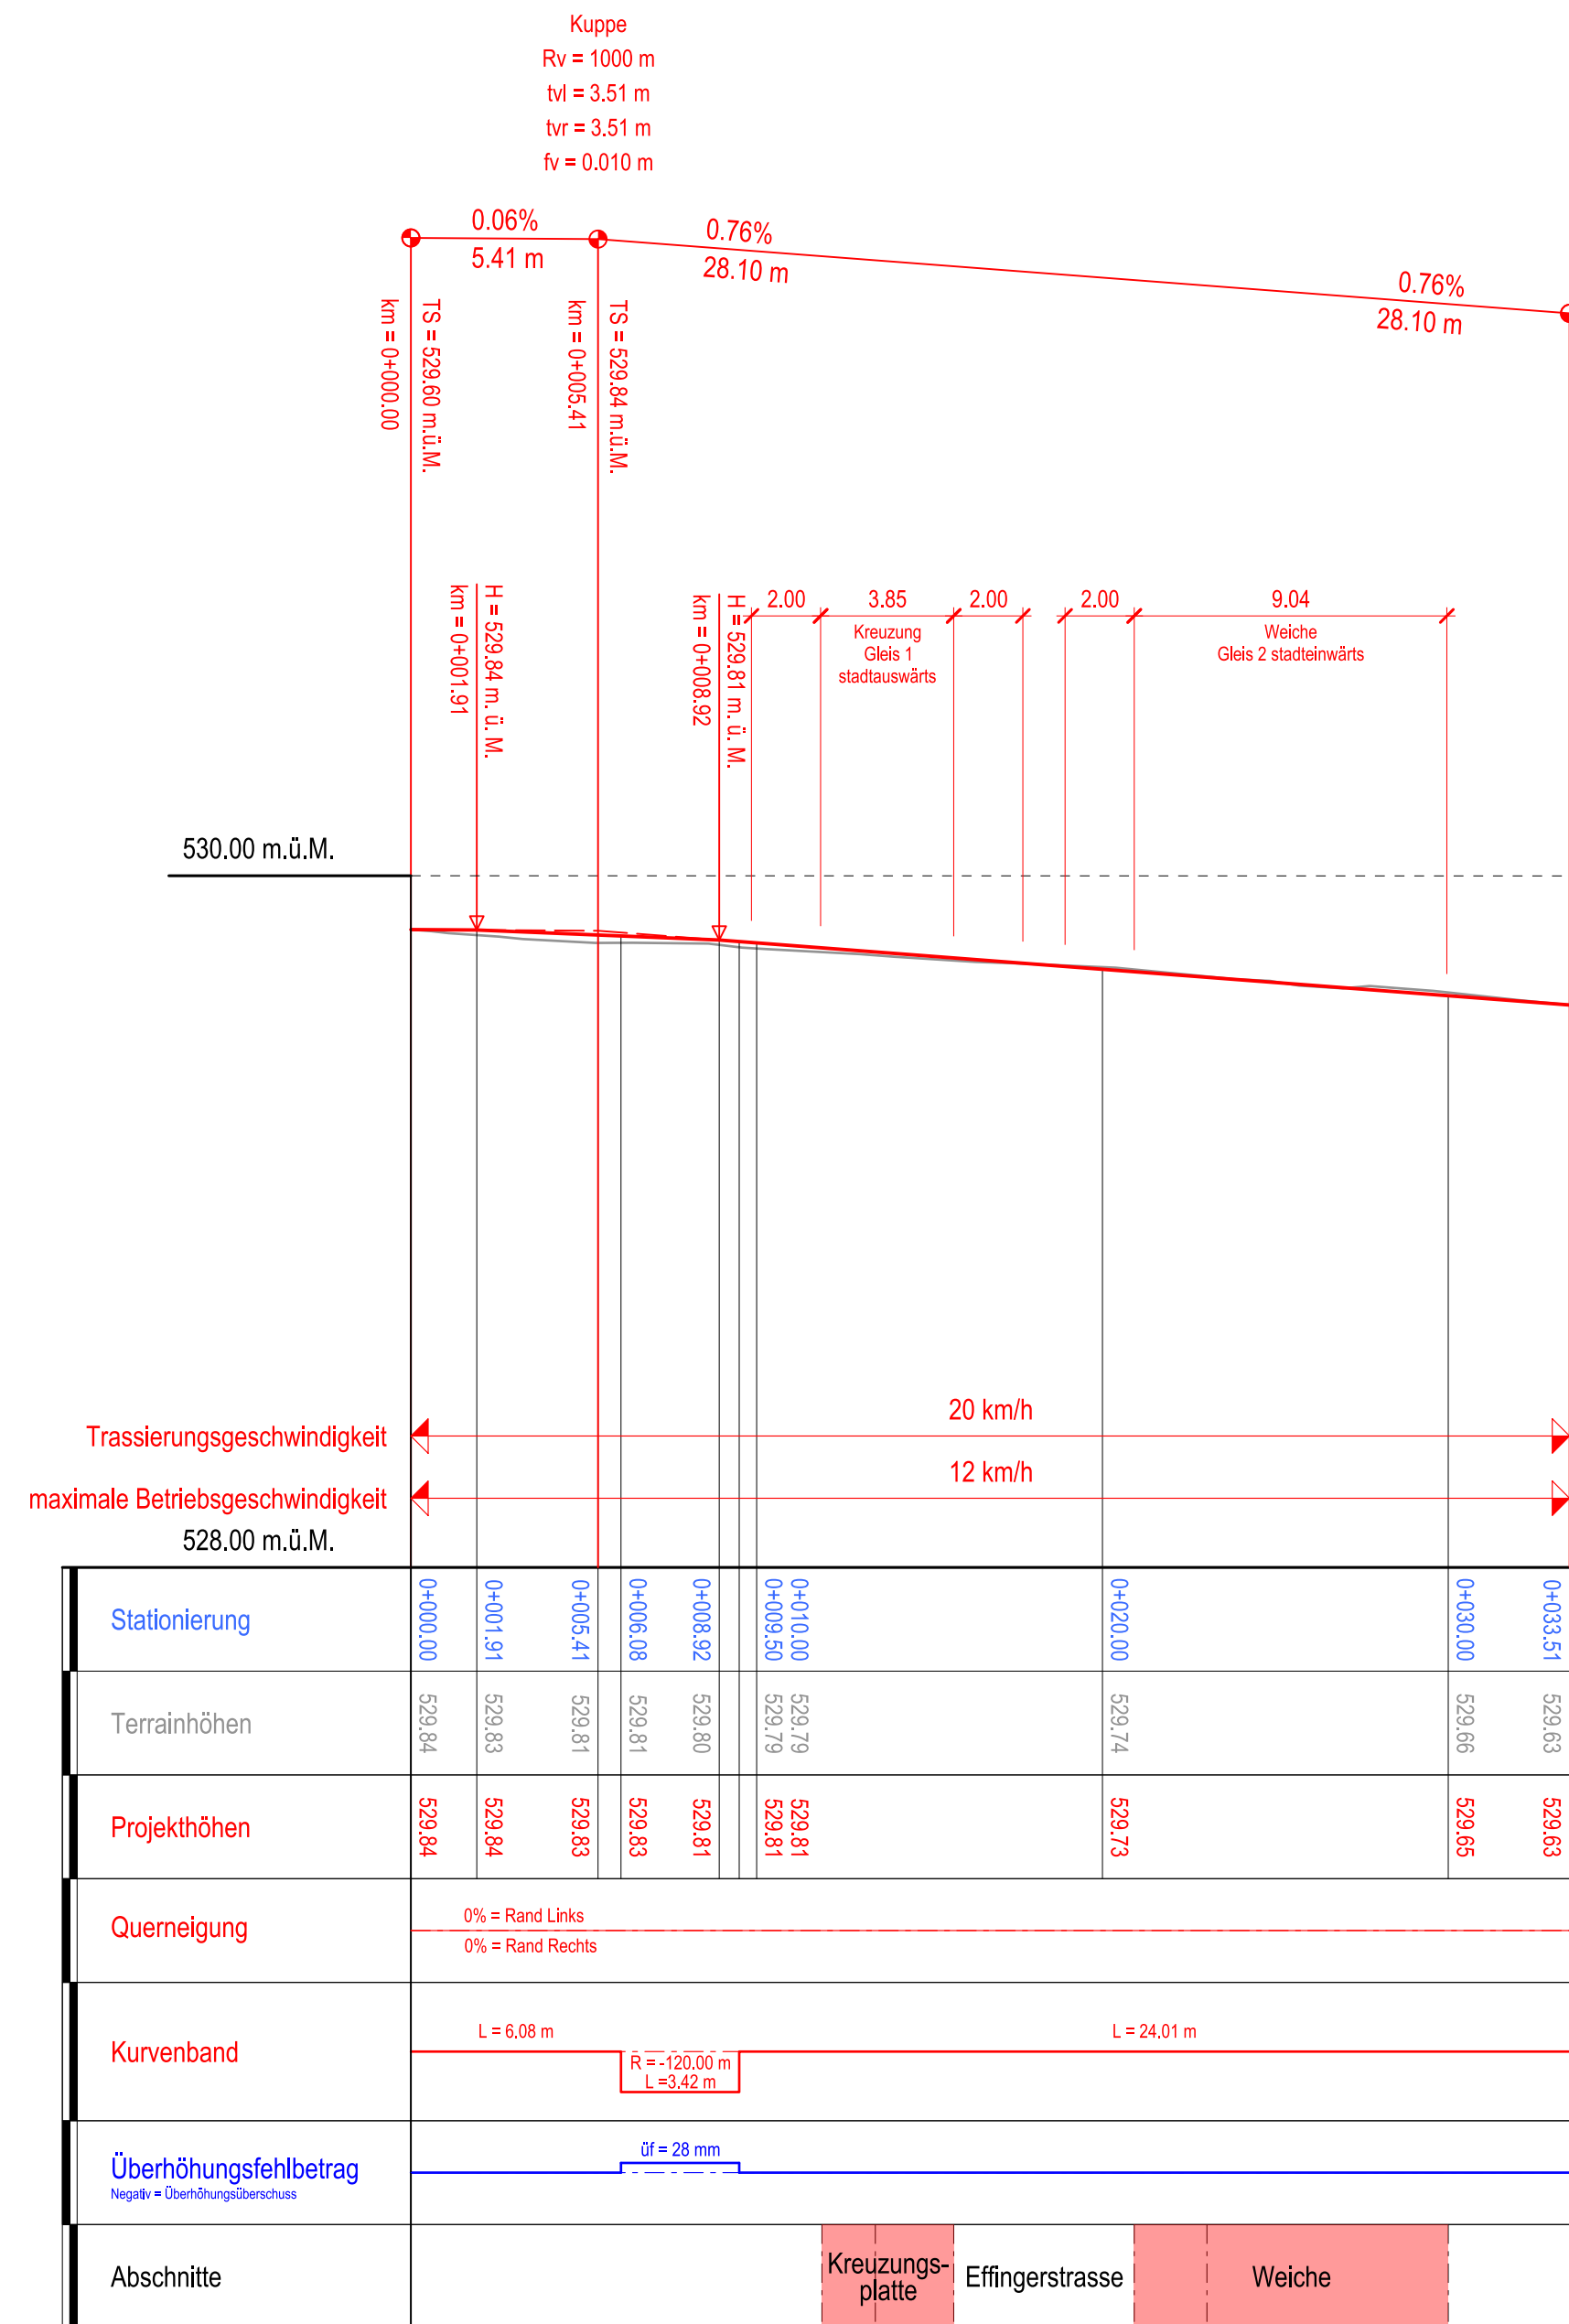 Kuppe
Rv = 1000 m
tvl = 3.51 m
tvr = 3.51 m
fv = 0.010 m
0.06%
5.41 m
0.76%
28.10 m
0.76%
28.10 m
TS = 529.60 m.ü.M.
km = 0+000.00
TS = 529.84 m.ü.M.
km = 0+005.41
H = 529.84 m. ü. M.
km = 0+001.91
H = 529.81 m. ü. M.
km = 0+008.92
2.00
3.85
2.00
2.00
9.04
Kreuzung
Gleis 1
stadtauswärts
Weiche
Gleis 2 stadteinwärts
530.00 m.ü.M.
Trassierungsgeschwindigkeit
20 km/h
maximale Betriebsgeschwindigkeit
12 km/h
528.00 m.ü.M.
Stationierung
0+000.00
0+001.91
0+005.41
0+006.08
0+008.92
0+009.50
0+010.00
0+020.00
0+030.00
0+033.51
Terrainhöhen
529.84
529.83
529.81
529.81
529.80
529.79
529.79
529.74
529.66
529.63
Projekthöhen
529.84
529.84
529.83
529.83
529.81
529.81
529.81
529.73
529.65
529.63
Querneigung
0% = Rand Links
0% = Rand Rechts
Kurvenband
L = 6.08 m
R = -120.00 m
L =3.42 m
L = 24.01 m
Überhöhungsfehlbetrag
Negativ = Überhöhungsüberschuss
üf = 28 mm
Abschnitte
Kreuzungs-
platte
Effingerstrasse
Weiche